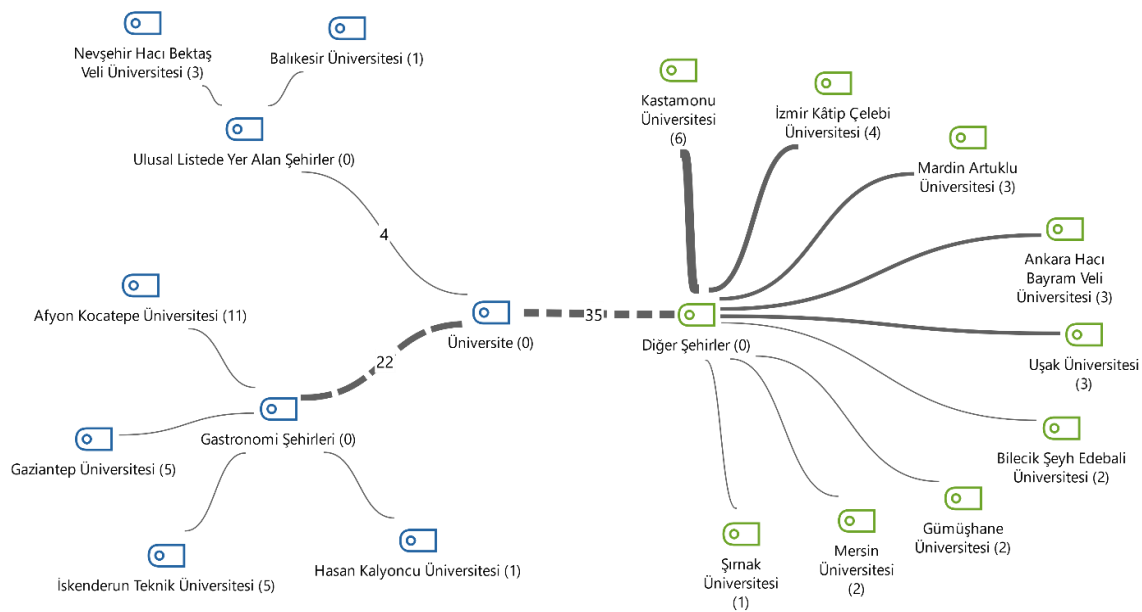 Nevşehir Hacı Bektaş
Veli Üniversitesi (3)
Balıkesir Üniversitesi (1)
Ulusal Listede Yer Alan Şehirler (0)
4
Afyon Kocatepe Üniversitesi (11)
Üniversite (0)
22
Gastronomi Şehirleri (0)
Gaziantep Üniversitesi (5)
İskenderun Teknik Üniversitesi (5)
Hasan Kalyoncu Üniversitesi (1)
35
Diğer Şehirler (0)
Kastamonu
Üniversitesi
(6)
İzmir Kâtip Çelebi
Üniversitesi (4)
Mardin Artuklu
Üniversitesi (3)
Ankara Hacı
Bayram Veli
Üniversitesi (3)
Uşak Üniversitesi
(3)
Bilecik Şeyh Edebali
Üniversitesi (2)
Gümüşhane
Üniversitesi (2)
Mersin
Üniversitesi
(2)
Şırnak
Üniversitesi
(1)